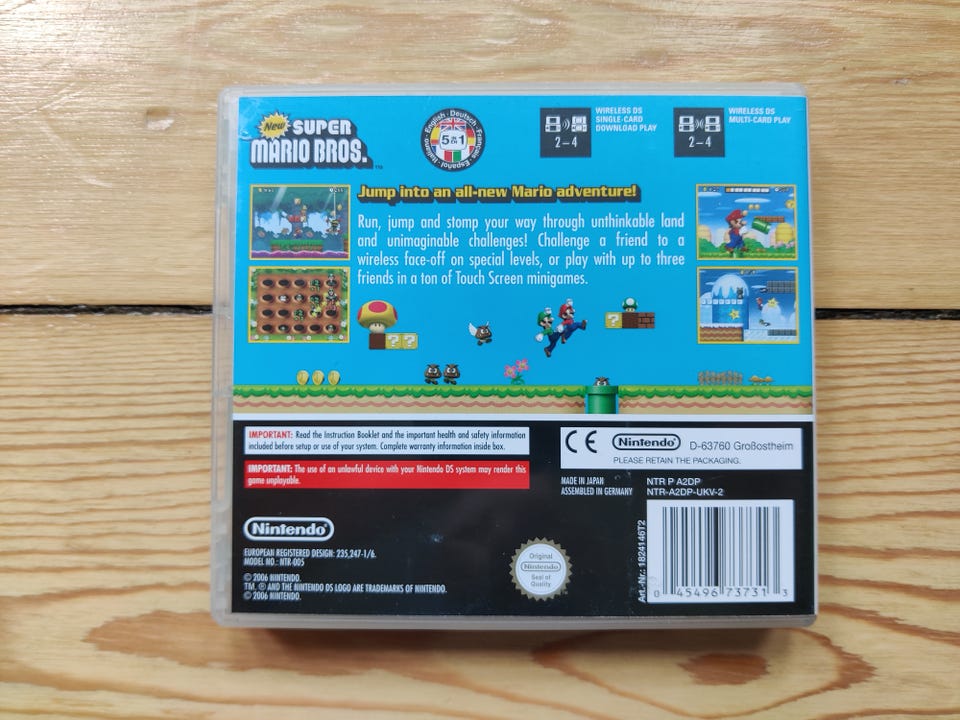 New SUPER
MARIO BROS.™
English · Deutsch · Français · Español · Italiano
5 IN 1
WIRELESS DS
SINGLE-CARD
DOWNLOAD PLAY
2–4
WIRELESS DS
MULTI-CARD PLAY
2–4
Jump into an all-new Mario adventure!
Run, jump and stomp your way through unthinkable land
and unimaginable challenges! Challenge a friend to a
wireless face-off on special levels, or play with up to three
friends in a ton of Touch Screen minigames.
IMPORTANT: Read the Instruction Booklet and the important health and safety information
included before setup or use of your system. Complete warranty information inside box.
IMPORTANT: The use of an unlawful device with your Nintendo DS system may render this
game unplayable.
CE Nintendo® D-63760 Großostheim
PLEASE RETAIN THE PACKAGING.
MADE IN JAPAN
ASSEMBLED IN GERMANY
NTR P A2DP
NTR-A2DP-UKV-2
Nintendo®
EUROPEAN REGISTERED DESIGN: 235,247-1/6.
MODEL NO.: NTR-005
© 2006 NINTENDO.
TM, ® AND THE NINTENDO DS LOGO ARE TRADEMARKS OF NINTENDO.
© 2006 NINTENDO.
Original
Nintendo
Seal of
Quality
Art.-Nr.: 1824146T2
0 45496 73731 3